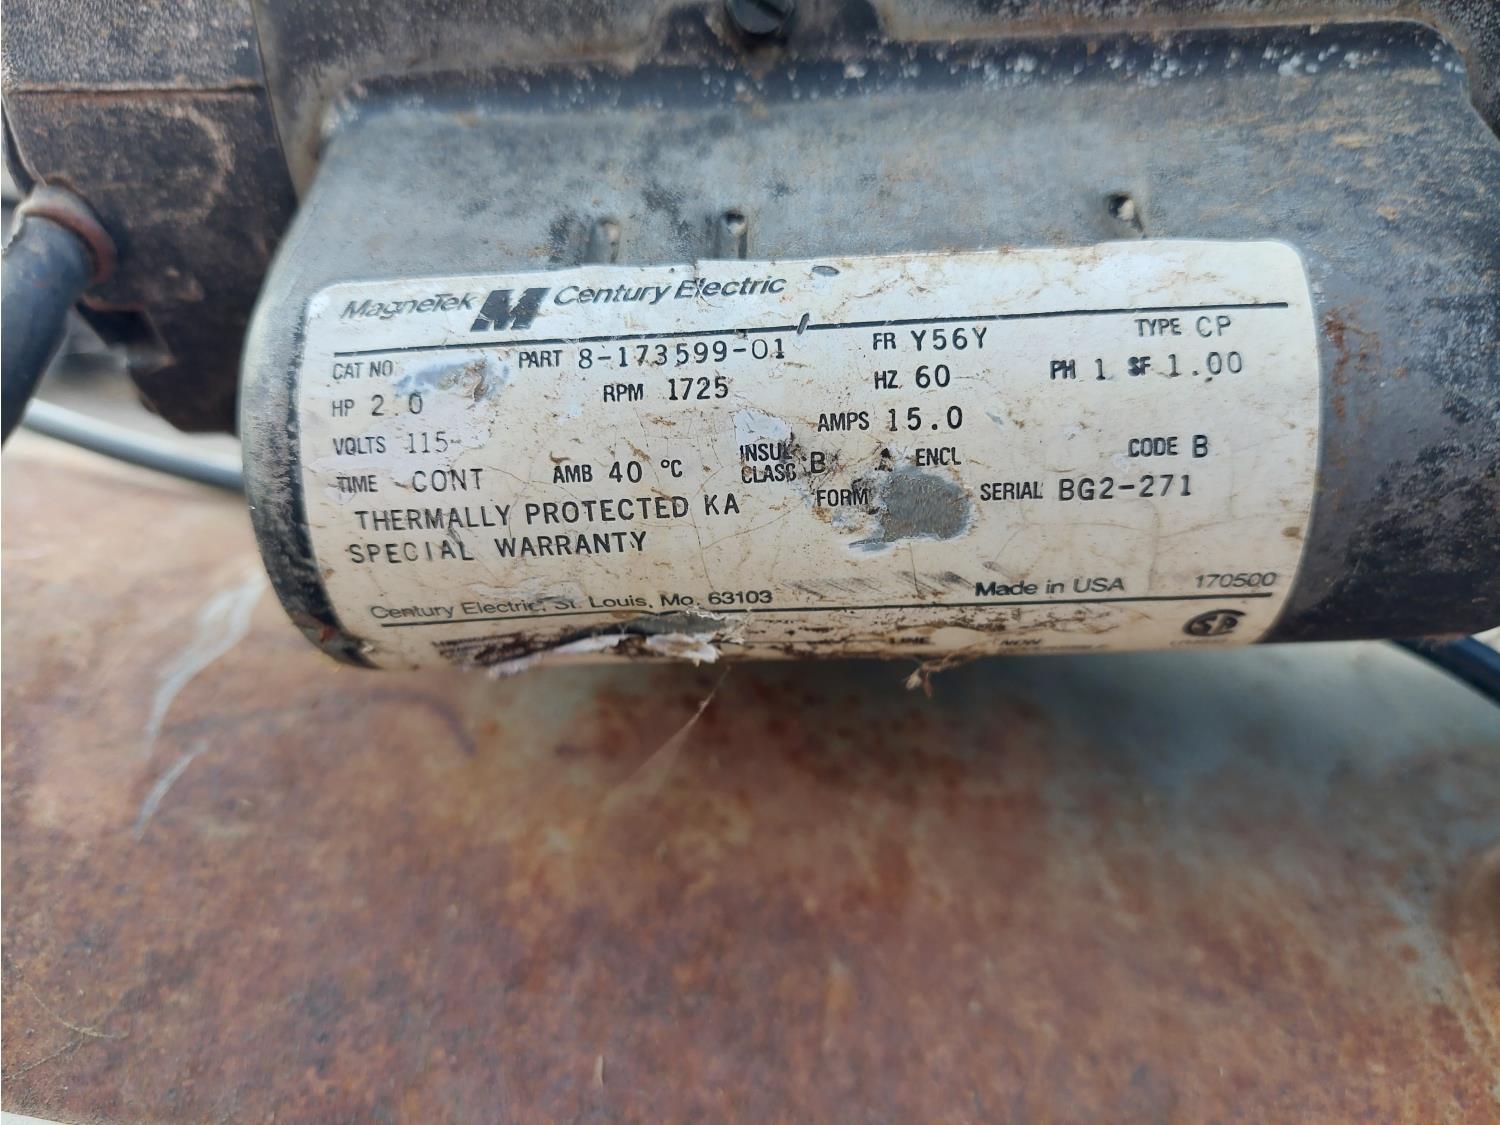 MagneTek M Century Electric
CAT NO PART 8-173599-01 FR Y56Y TYPE CP
HP 2.0 RPM 1725 HZ 60 PH 1 SF 1.00
VOLTS 115 AMPS 15.0
TIME CONT AMB 40 °C INSUL CLASS B ENCL CODE B
FORM SERIAL BG2-271
THERMALLY PROTECTED KA
SPECIAL WARRANTY
Century Electric, St. Louis, Mo. 63103 Made in USA 170500
LINE